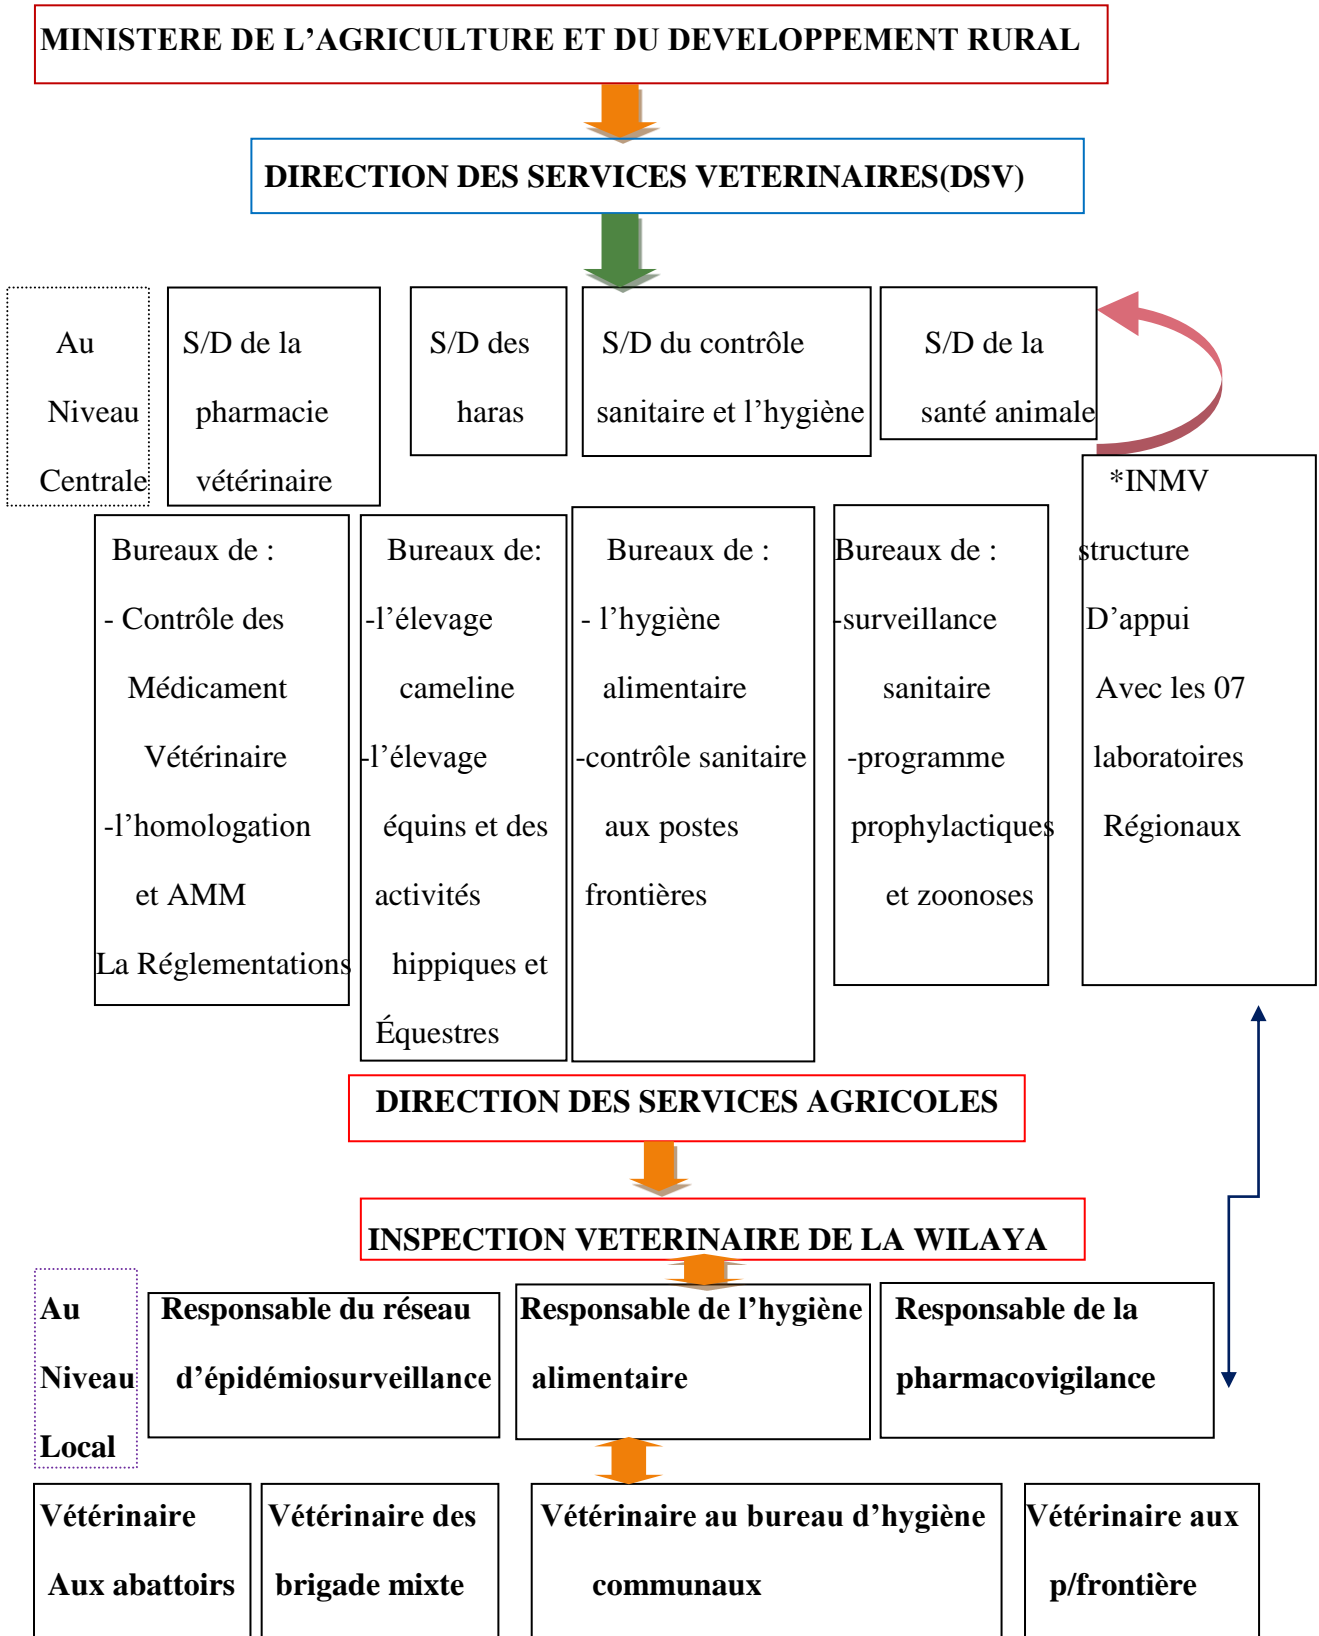 MINISTERE DE L’AGRICULTURE ET DU DEVELOPPEMENT RURAL
DIRECTION DES SERVICES VETERINAIRES(DSV)
Au
Niveau
Centrale
S/D de la
pharmacie
vétérinaire
S/D des
haras
S/D du contrôle
sanitaire et l’hygiène
S/D de la
santé animale
Bureaux de :
- Contrôle des
Médicament
Vétérinaire
-l’homologation
et AMM
La Réglementations
Bureaux de:
-l’élevage
cameline
-l’élevage
équins et des
activités
hippiques et
Équestres
Bureaux de :
- l’hygiène
alimentaire
-contrôle sanitaire
aux postes
frontières
Bureaux de :
-surveillance
sanitaire
-programme
prophylactiques
et zoonoses
*INMV
structure
D’appui
Avec les 07
laboratoires
Régionaux
DIRECTION DES SERVICES AGRICOLES
INSPECTION VETERINAIRE DE LA WILAYA
Au
Niveau
Local
Responsable du réseau
d’épidémiosurveillance
Responsable de l’hygiène
alimentaire
Responsable de la
pharmacovigilance
Vétérinaire
Aux abattoirs
Vétérinaire des
brigade mixte
Vétérinaire au bureau d’hygiène
communaux
Vétérinaire aux
p/frontière